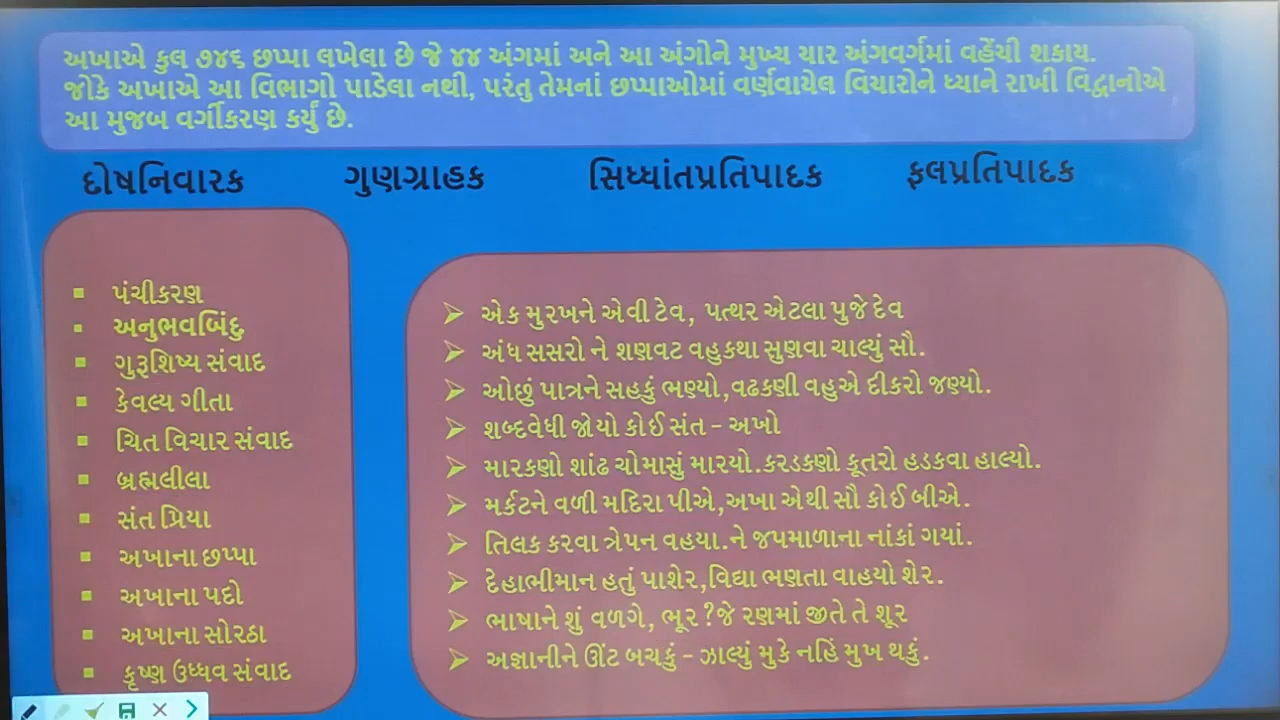 અખાએ કુલ ૭૪૬ છપ્પા લખેલા છે જે ૪૪ અંગમાં અને આ અંગોને મુખ્ય ચાર અંગવર્ગમાં વહેંચી શકાય.
જોકે અખાએ આ વિભાગો પાડેલા નથી, પરંતુ તેમનાં છપ્પાઓમાં વર્ણવાયેલ વિચારોને ધ્યાને રાખી વિદ્વાનોએ
આ મુજબ વર્ગીકરણ કર્યું છે.
દોષનિવારક ગુણગ્રાહક સિધ્ધાંતપ્રતિપાદક ફલપ્રતિપાદક
પંચીકરણ
અનુભવબિંદુ
ગુરૂશિષ્ય સંવાદ
કેવલ્ય ગીતા
ચિત વિચાર સંવાદ
બ્રહ્મલીલા
સંત પ્રિયા
અખાના છપ્પા
અખાના પદો
અખાના સોરઠા
કૃષ્ણ ઉધ્ધવ સંવાદ
એક મુરખને એવી ટેવ, પત્થર એટલા પુજે દેવ
અંધ સસરો ને શણવટ વહુકથા સુણવા ચાલ્યું સૌ.
ઓછું પાત્રને સહકું ભણ્યો,વઢકણી વહુએ દીકરો જણ્યો.
શબ્દવેધી જોયો કોઈ સંત - અખો
મારકણો શાંઢ ચોમાસું મારયો.કરડકણો કૂતરો હડકવા હાલ્યો.
મર્કટને વળી મદિરા પીએ,અખા એથી સૌ કોઈ બીએ.
તિલક કરવા ત્રેપન વહયા.ને જપમાળાના નાંકાં ગયાં.
દેહાભીમાન હતું પાશેર,વિદ્યા ભણતા વાહયો શેર.
ભાષાને શું વળગે, ભૂર?જે રણમાં જીતે તે શૂર
અજ્ઞાનીને ઊંટ બચકું - ઝાલ્યું મુકે નહિં મુખ થકું.